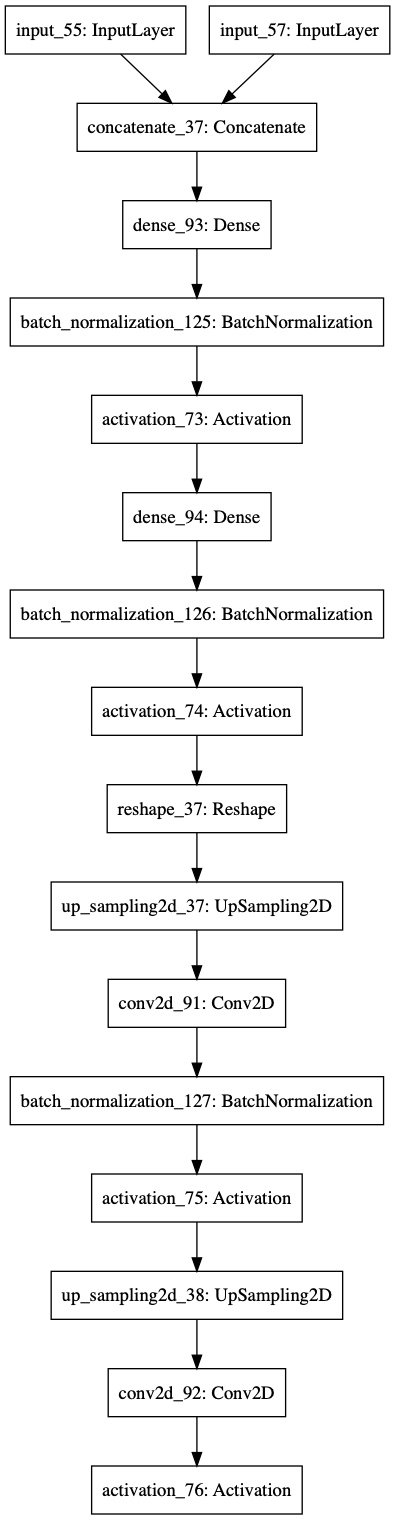 input_55: InputLayer
input_57: InputLayer
concatenate_37: Concatenate
dense_93: Dense
batch_normalization_125: BatchNormalization
activation_73: Activation
dense_94: Dense
batch_normalization_126: BatchNormalization
activation_74: Activation
reshape_37: Reshape
up_sampling2d_37: UpSampling2D
conv2d_91: Conv2D
batch_normalization_127: BatchNormalization
activation_75: Activation
up_sampling2d_38: UpSampling2D
conv2d_92: Conv2D
activation_76: Activation